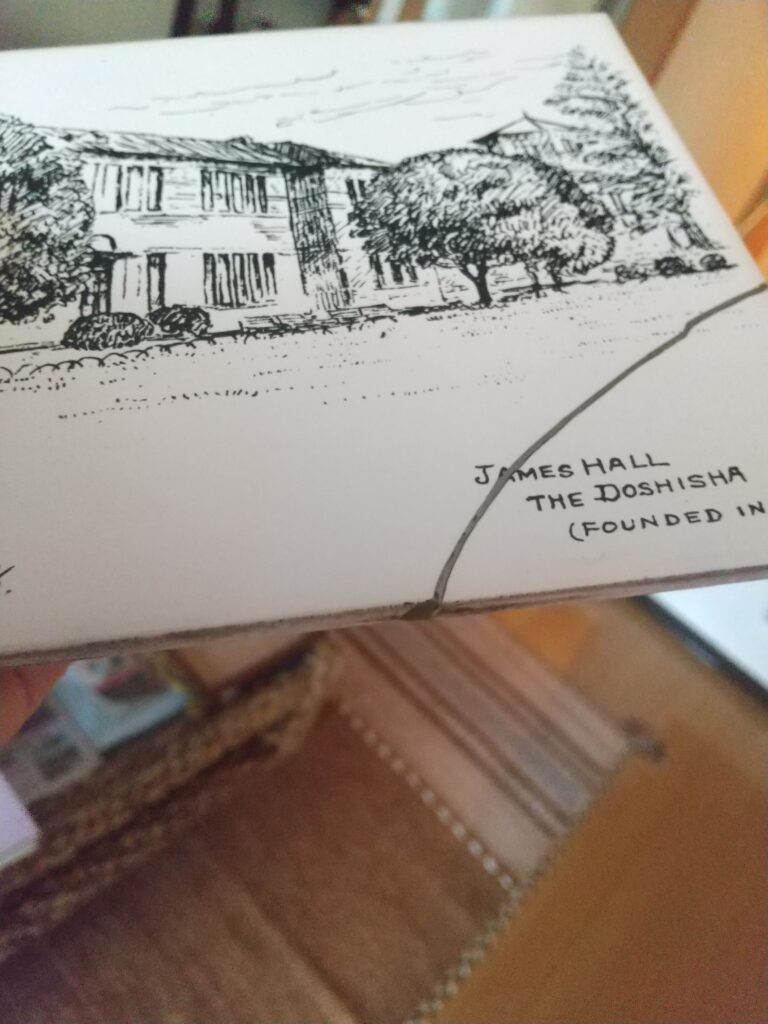 JAMES HALL
THE DOSHISHA
(FOUNDED IN